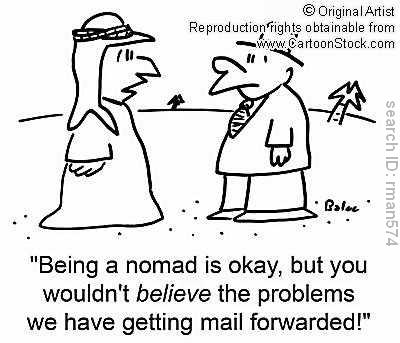 © Original Artist
Reproduction rights obtainable from
www.CartoonStock.com
search ID: rman574
Baloo
"Being a nomad is okay, but you
wouldn't believe the problems
we have getting mail forwarded!"